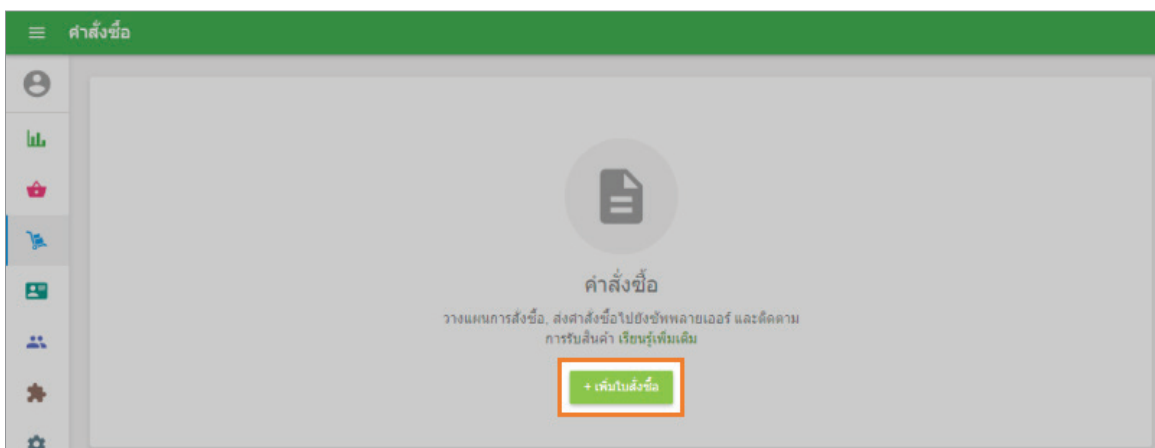 คำสั่งซื้อ
คำสั่งซื้อ
วางแผนการสั่งซื้อ, ส่งคำสั่งซื้อไปยังซัพพลายเออร์ และติดตาม
การรับสินค้า เรียนรู้เพิ่มเติม
+ เพิ่มใบสั่งซื้อ